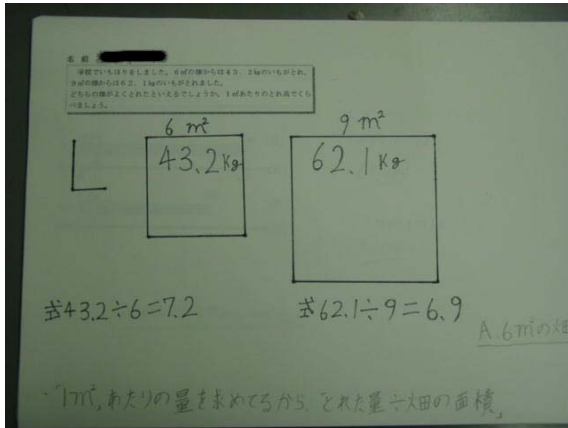 名前
学校でいもほりをしました。6㎡の畑からは43.2kgのいもがとれ、
9㎡の畑からは62.1kgのいもがとれました。
どちらの畑がよくとれたといえるでしょうか。1㎡あたりのとれ高でくら
べましょう。
6 m² 9 m²
43.2kg 62.1kg
式43.2÷6=7.2 式62.1÷9=6.9
A.6m²の畑
・「1m²,あたりの量を求めてるから、とれた量÷畑の面積」